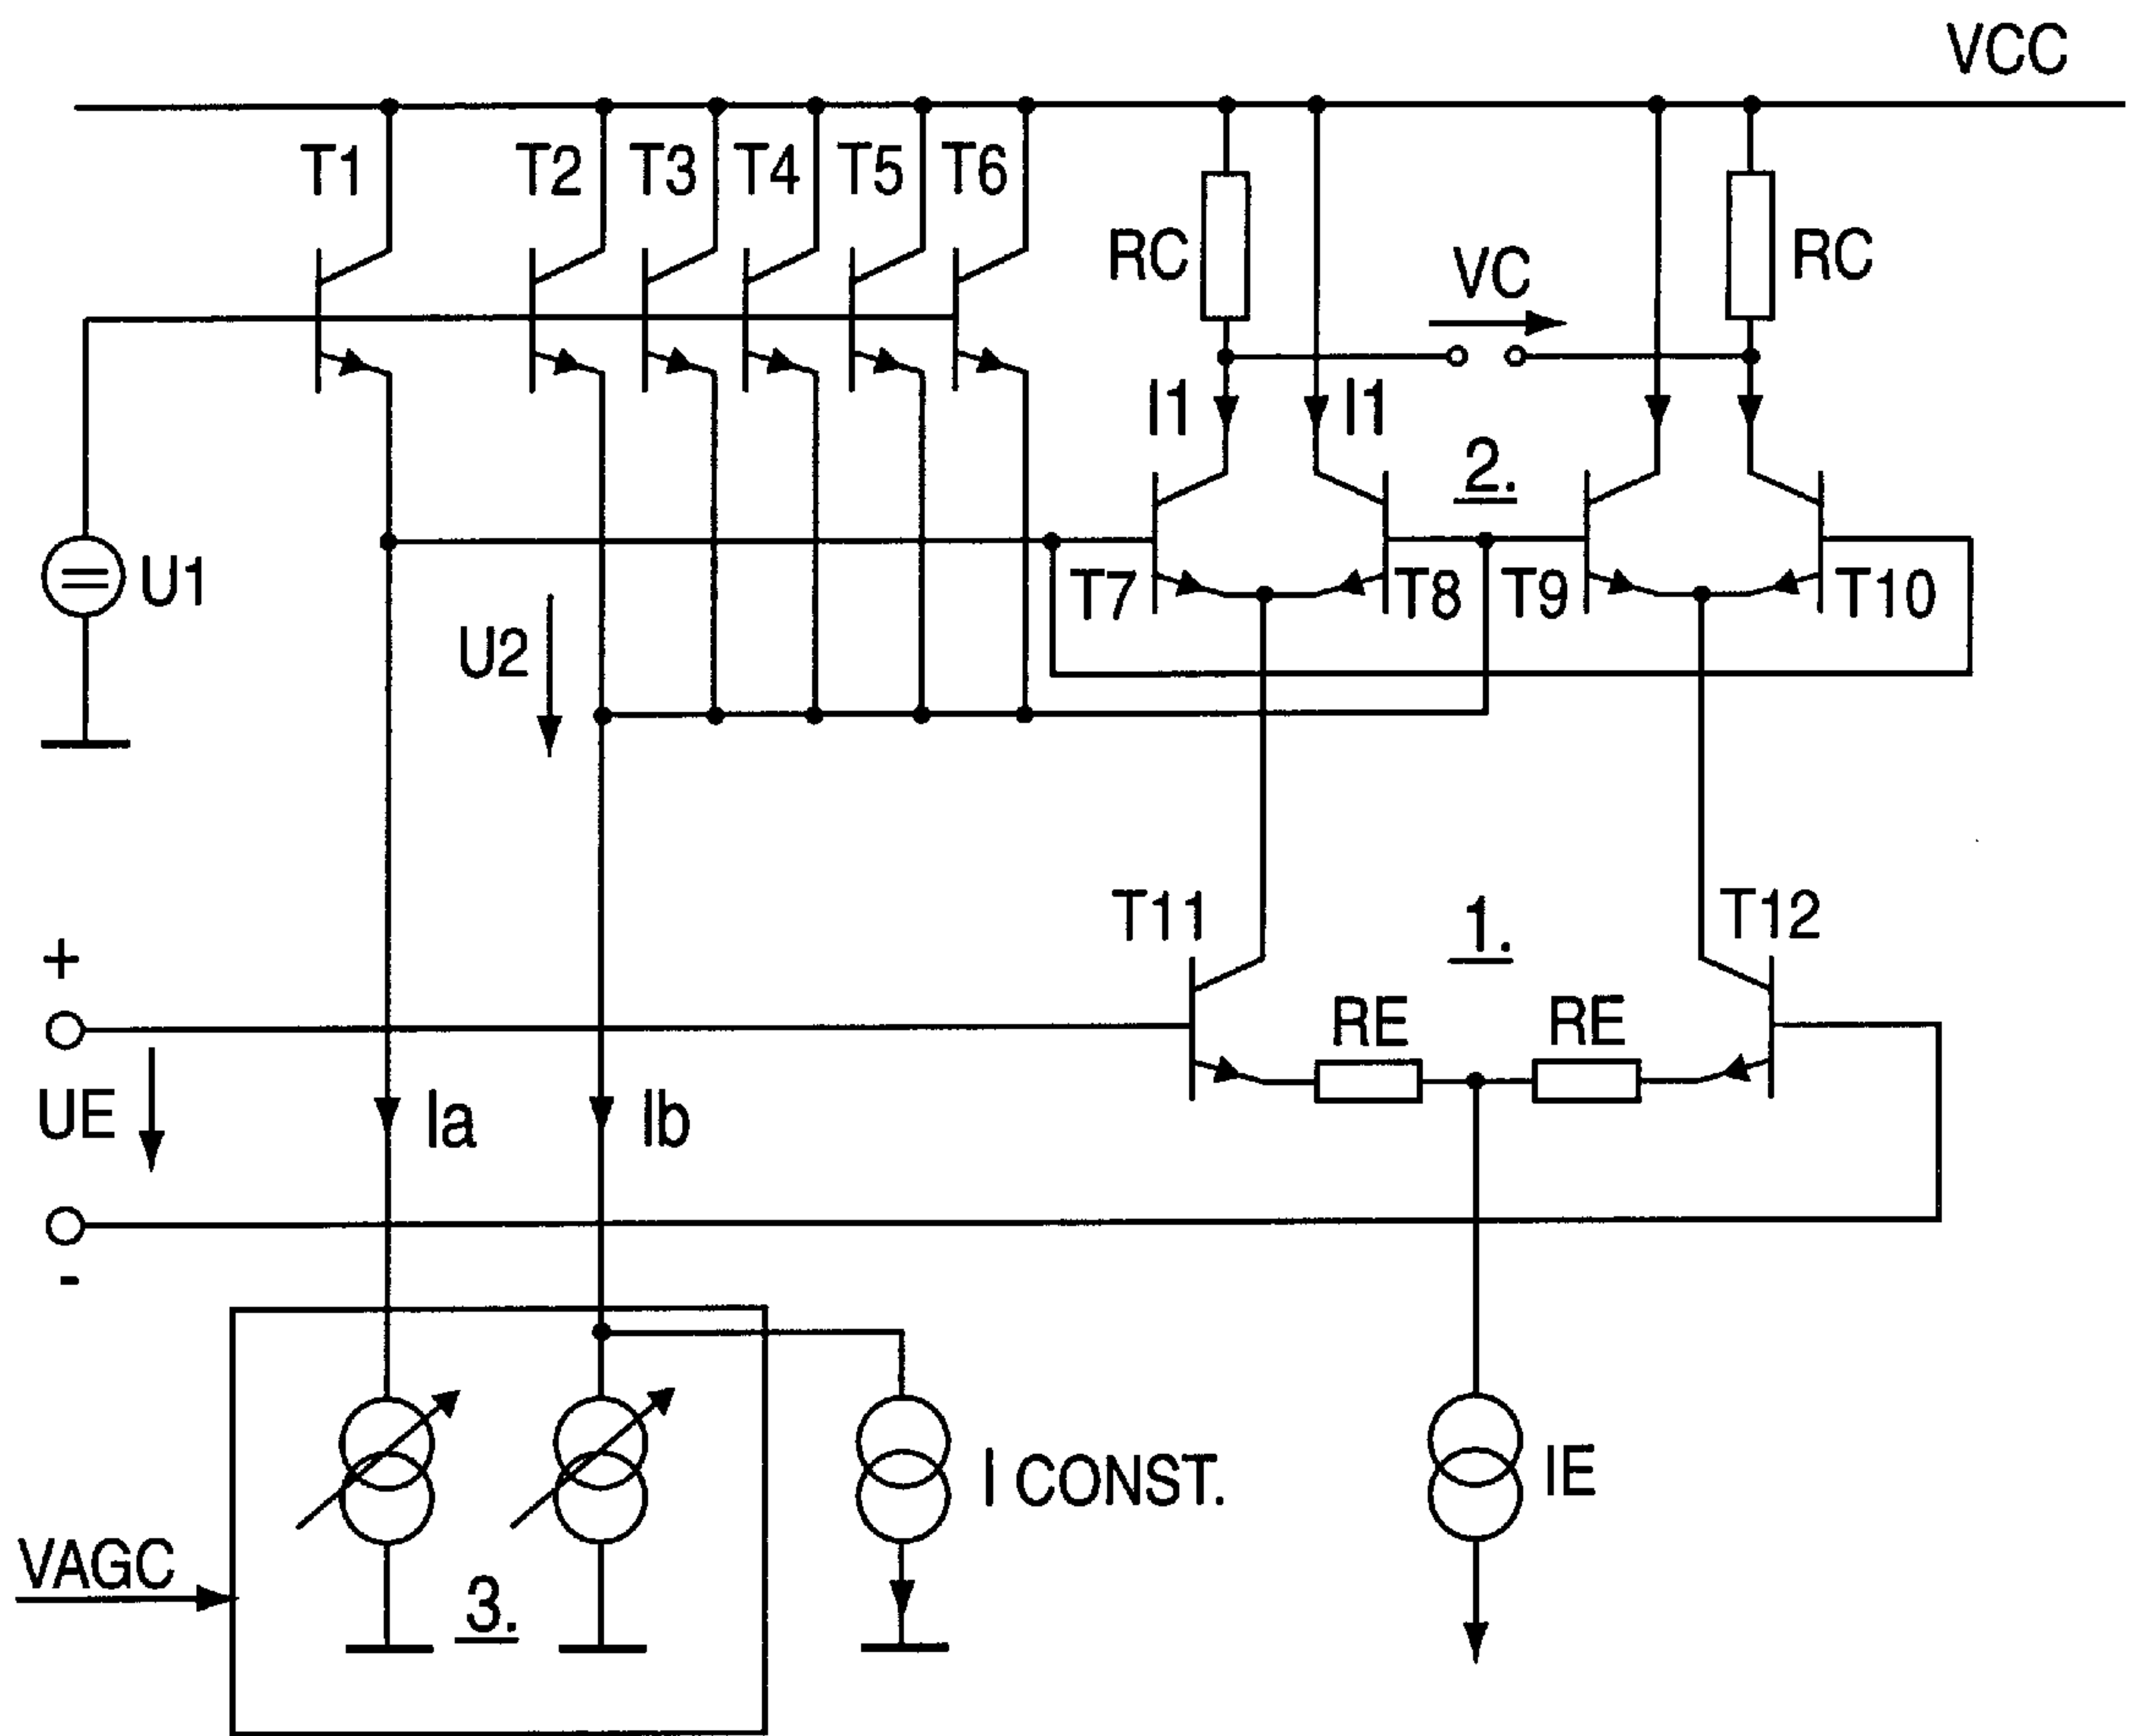 VCC
T1 T2 T3 T4 T5 T6
RC VC RC
I1 I1
2.
U1
T7 T8 T9 T10
U2
T11 1. T12
+
RE RE
UE Ia Ib
-
I CONST. IE
VAGC
3.